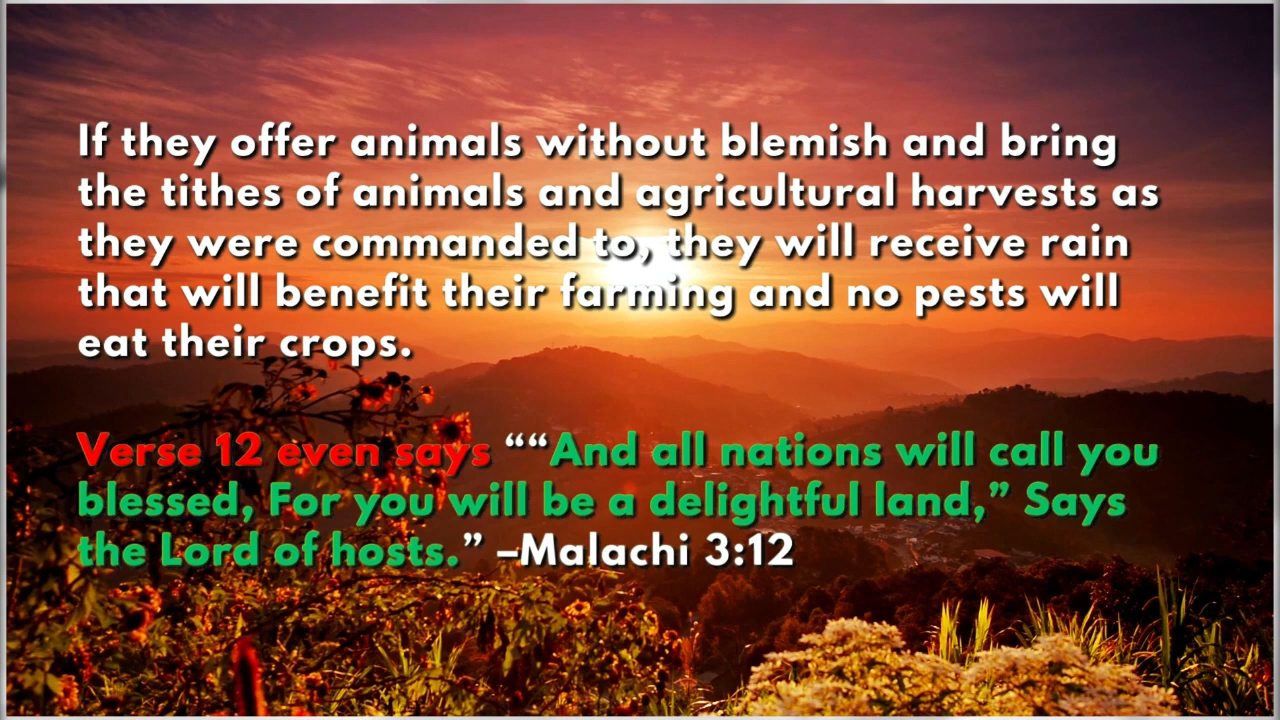 If they offer animals without blemish and bring
the tithes of animals and agricultural harvests as
they were commanded to, they will receive rain
that will benefit their farming and no pests will
eat their crops.
Verse 12 even says ““And all nations will call you
blessed, For you will be a delightful land,” Says
the Lord of hosts.” –Malachi 3:12